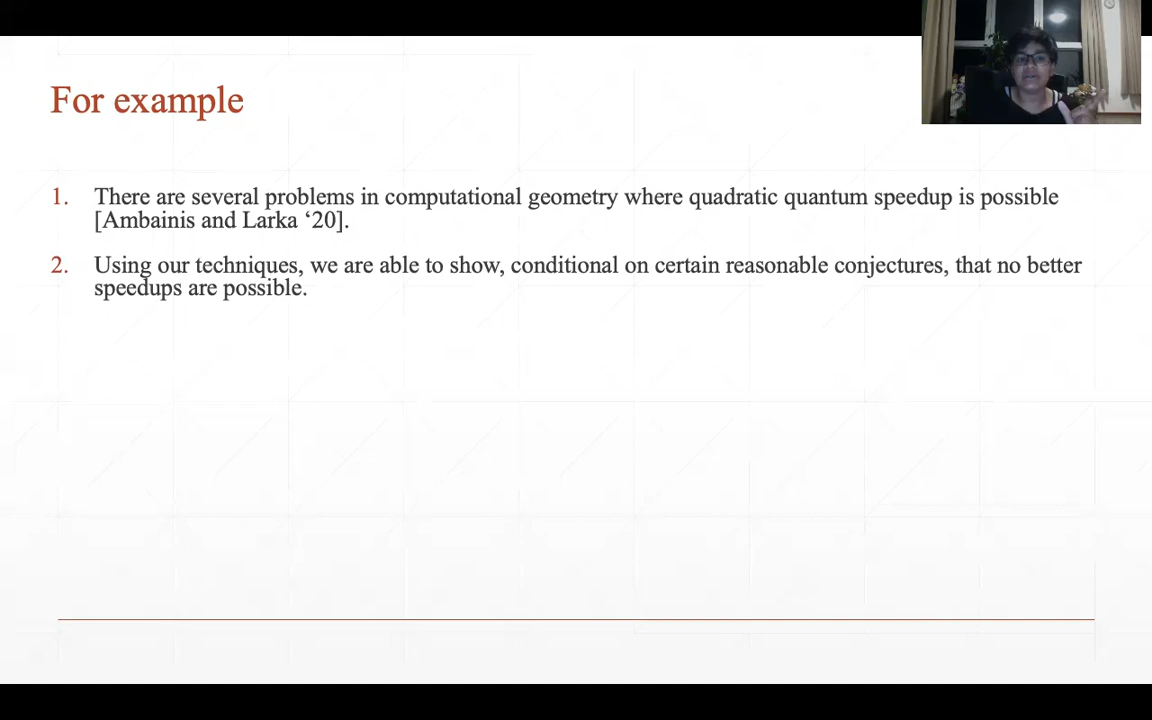 For example
1. There are several problems in computational geometry where quadratic quantum speedup is possible
[Ambainis and Larka ‘20].
2. Using our techniques, we are able to show, conditional on certain reasonable conjectures, that no better
speedups are possible.